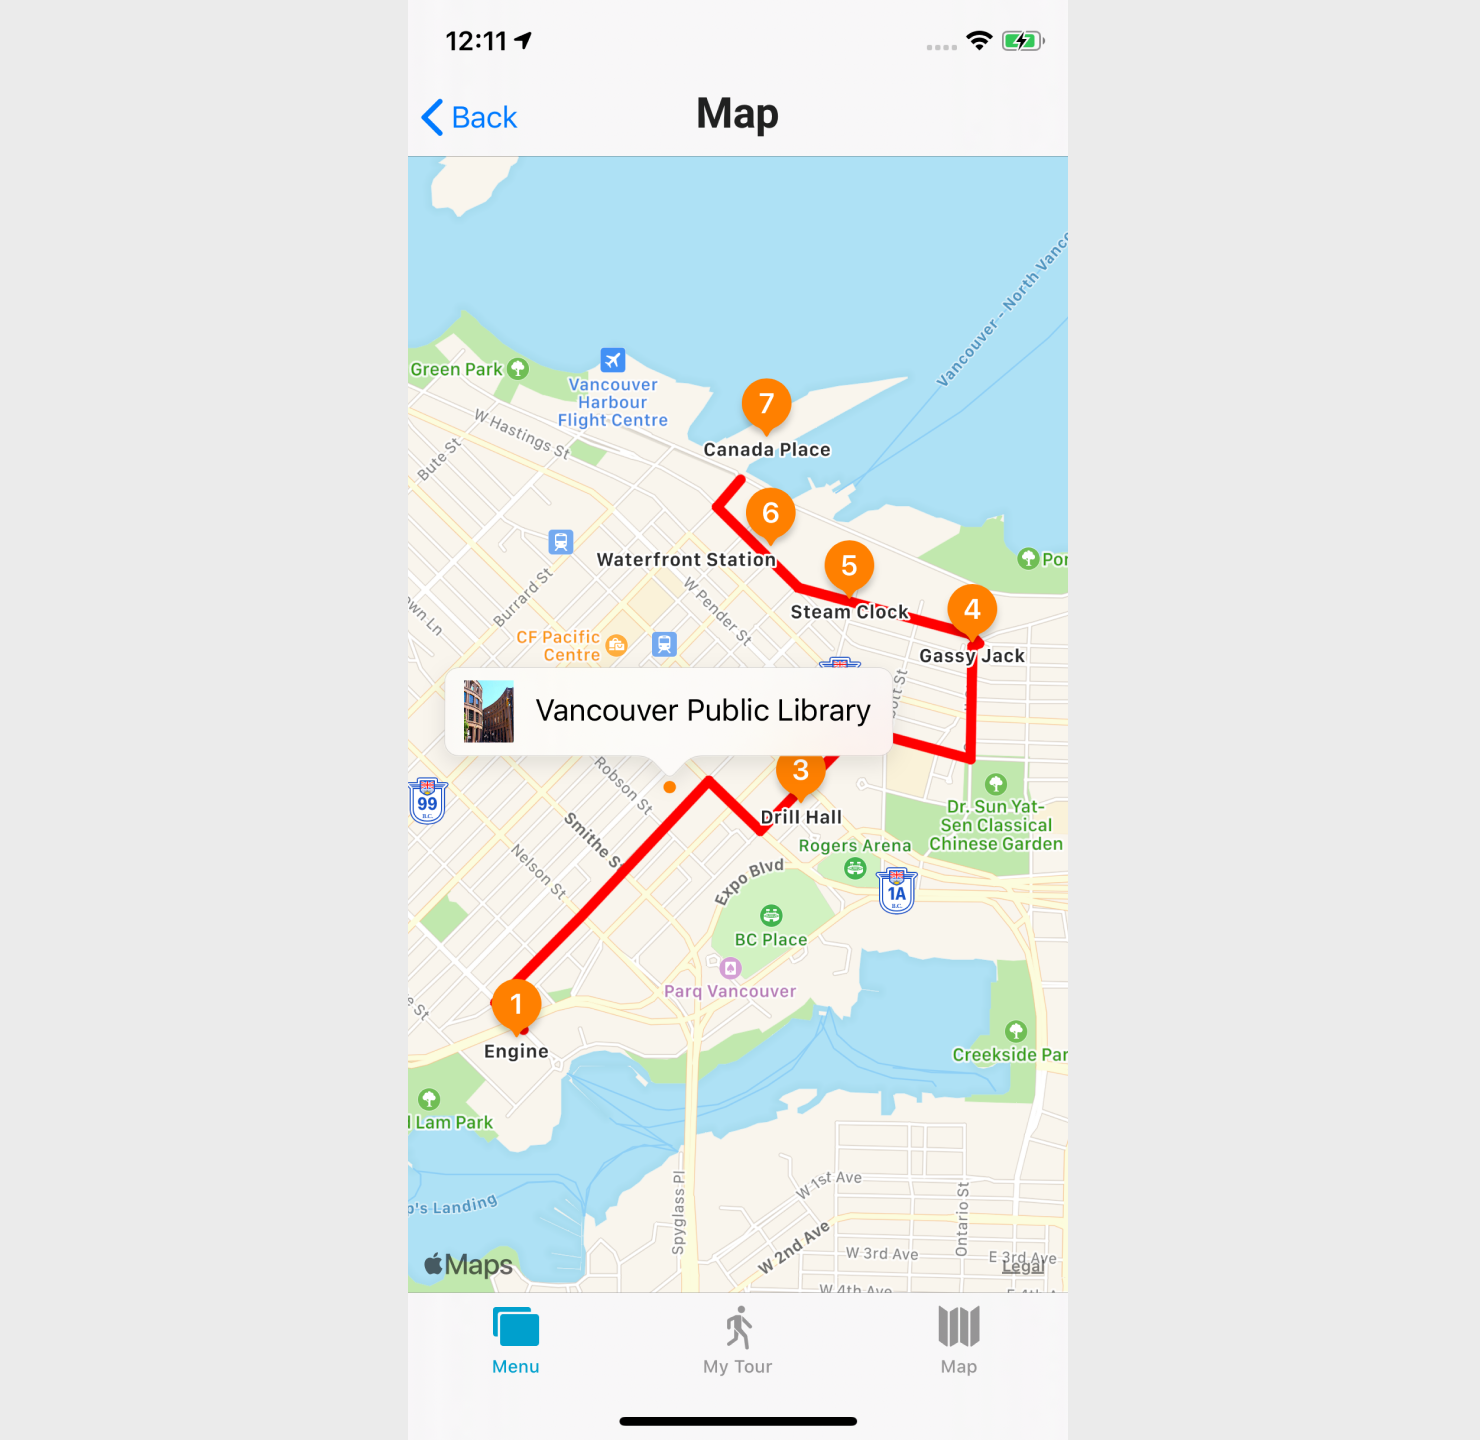 12:11
Back
Map
Vancouver - North Vanc
Green Park
Vancouver
Harbour
Flight Centre
7
Canada Place
W Hastings St
Bute St
6
Waterfront Station
5
Steam Clock
4
Gassy Jack
Por
Burrard St
W Pender St
own Ln
CF Pacific
Centre
ott St
Vancouver Public Library
3
Drill Hall
Robson St
99
B.C.
Smithe S
Nelson St
Dr. Sun Yat-
Sen Classical
Chinese Garden
Rogers Arena
Expo Blvd
1A
B.C.
BC Place
Parq Vancouver
e St
1
Engine
Creekside Par
l Lam Park
W 1st Ave
Spyglass Pl
Ontario St
W 2nd Ave
W 3rd Ave
E 3rd Ave
p's Landing
Maps
Legal
W 4th Ave
Menu
My Tour
Map